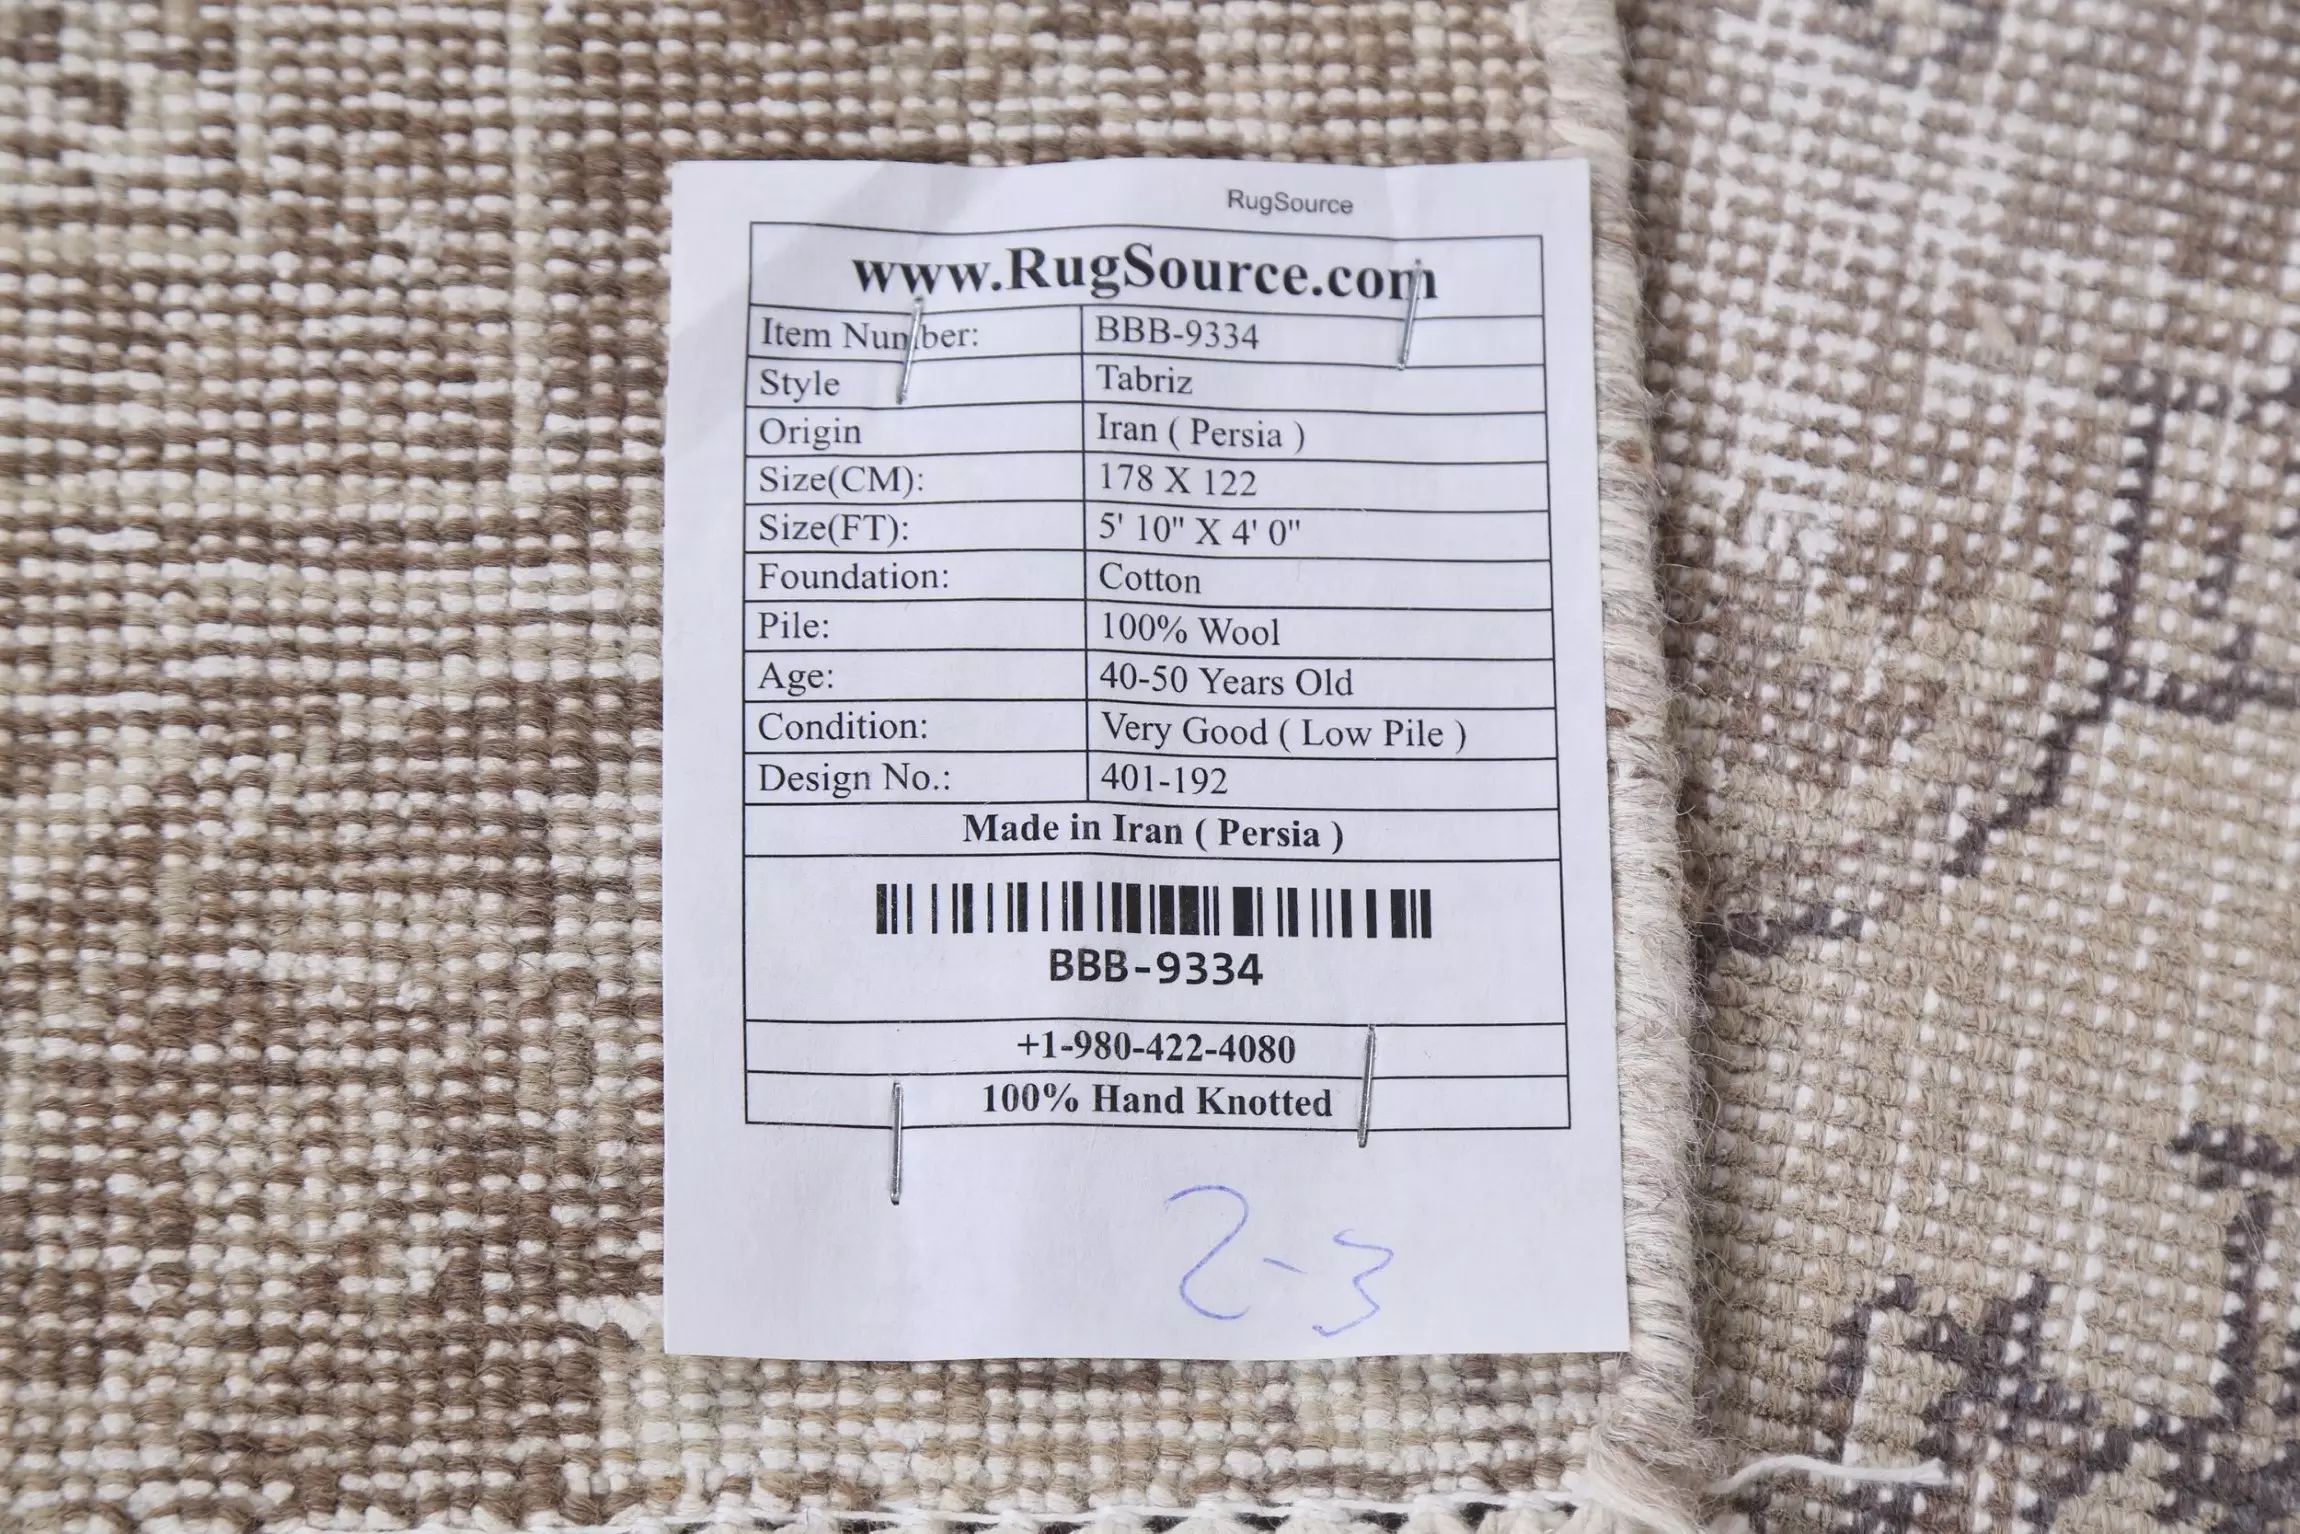 RugSource
www.RugSource.com
Item Number: BBB-9334
Style Tabriz
Origin Iran ( Persia )
Size(CM): 178 X 122
Size(FT): 5' 10" X 4' 0"
Foundation: Cotton
Pile: 100% Wool
Age: 40-50 Years Old
Condition: Very Good ( Low Pile )
Design No.: 401-192
Made in Iran ( Persia )
BBB-9334
+1-980-422-4080
100% Hand Knotted
2-3